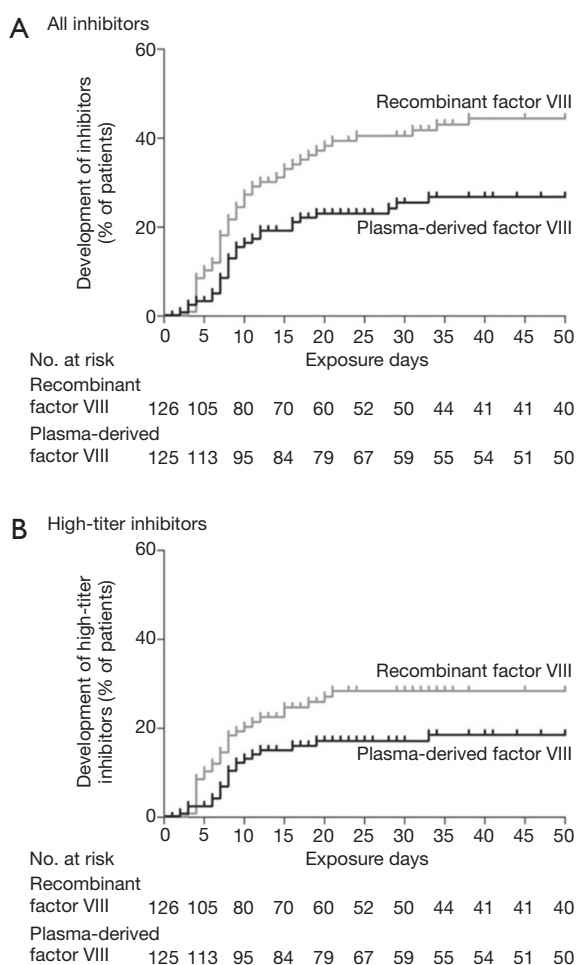 A All inhibitors
60
40
20
0
Development of inhibitors
(% of patients)
Recombinant factor VIII
Plasma-derived factor VIII
0 5 10 15 20 25 30 35 40 45 50
No. at risk
Exposure days
Recombinant
factor VIII 126 105 80 70 60 52 50 44 41 41 40
Plasma-derived
factor VIII 125 113 95 84 79 67 59 55 54 51 50
B High-titer inhibitors
60
40
20
0
Development of high-titer
inhibitors (% of patients)
Recombinant factor VIII
Plasma-derived factor VIII
0 5 10 15 20 25 30 35 40 45 50
No. at risk
Exposure days
Recombinant
factor VIII 126 105 80 70 60 52 50 44 41 41 40
Plasma-derived
factor VIII 125 113 95 84 79 67 59 55 54 51 50